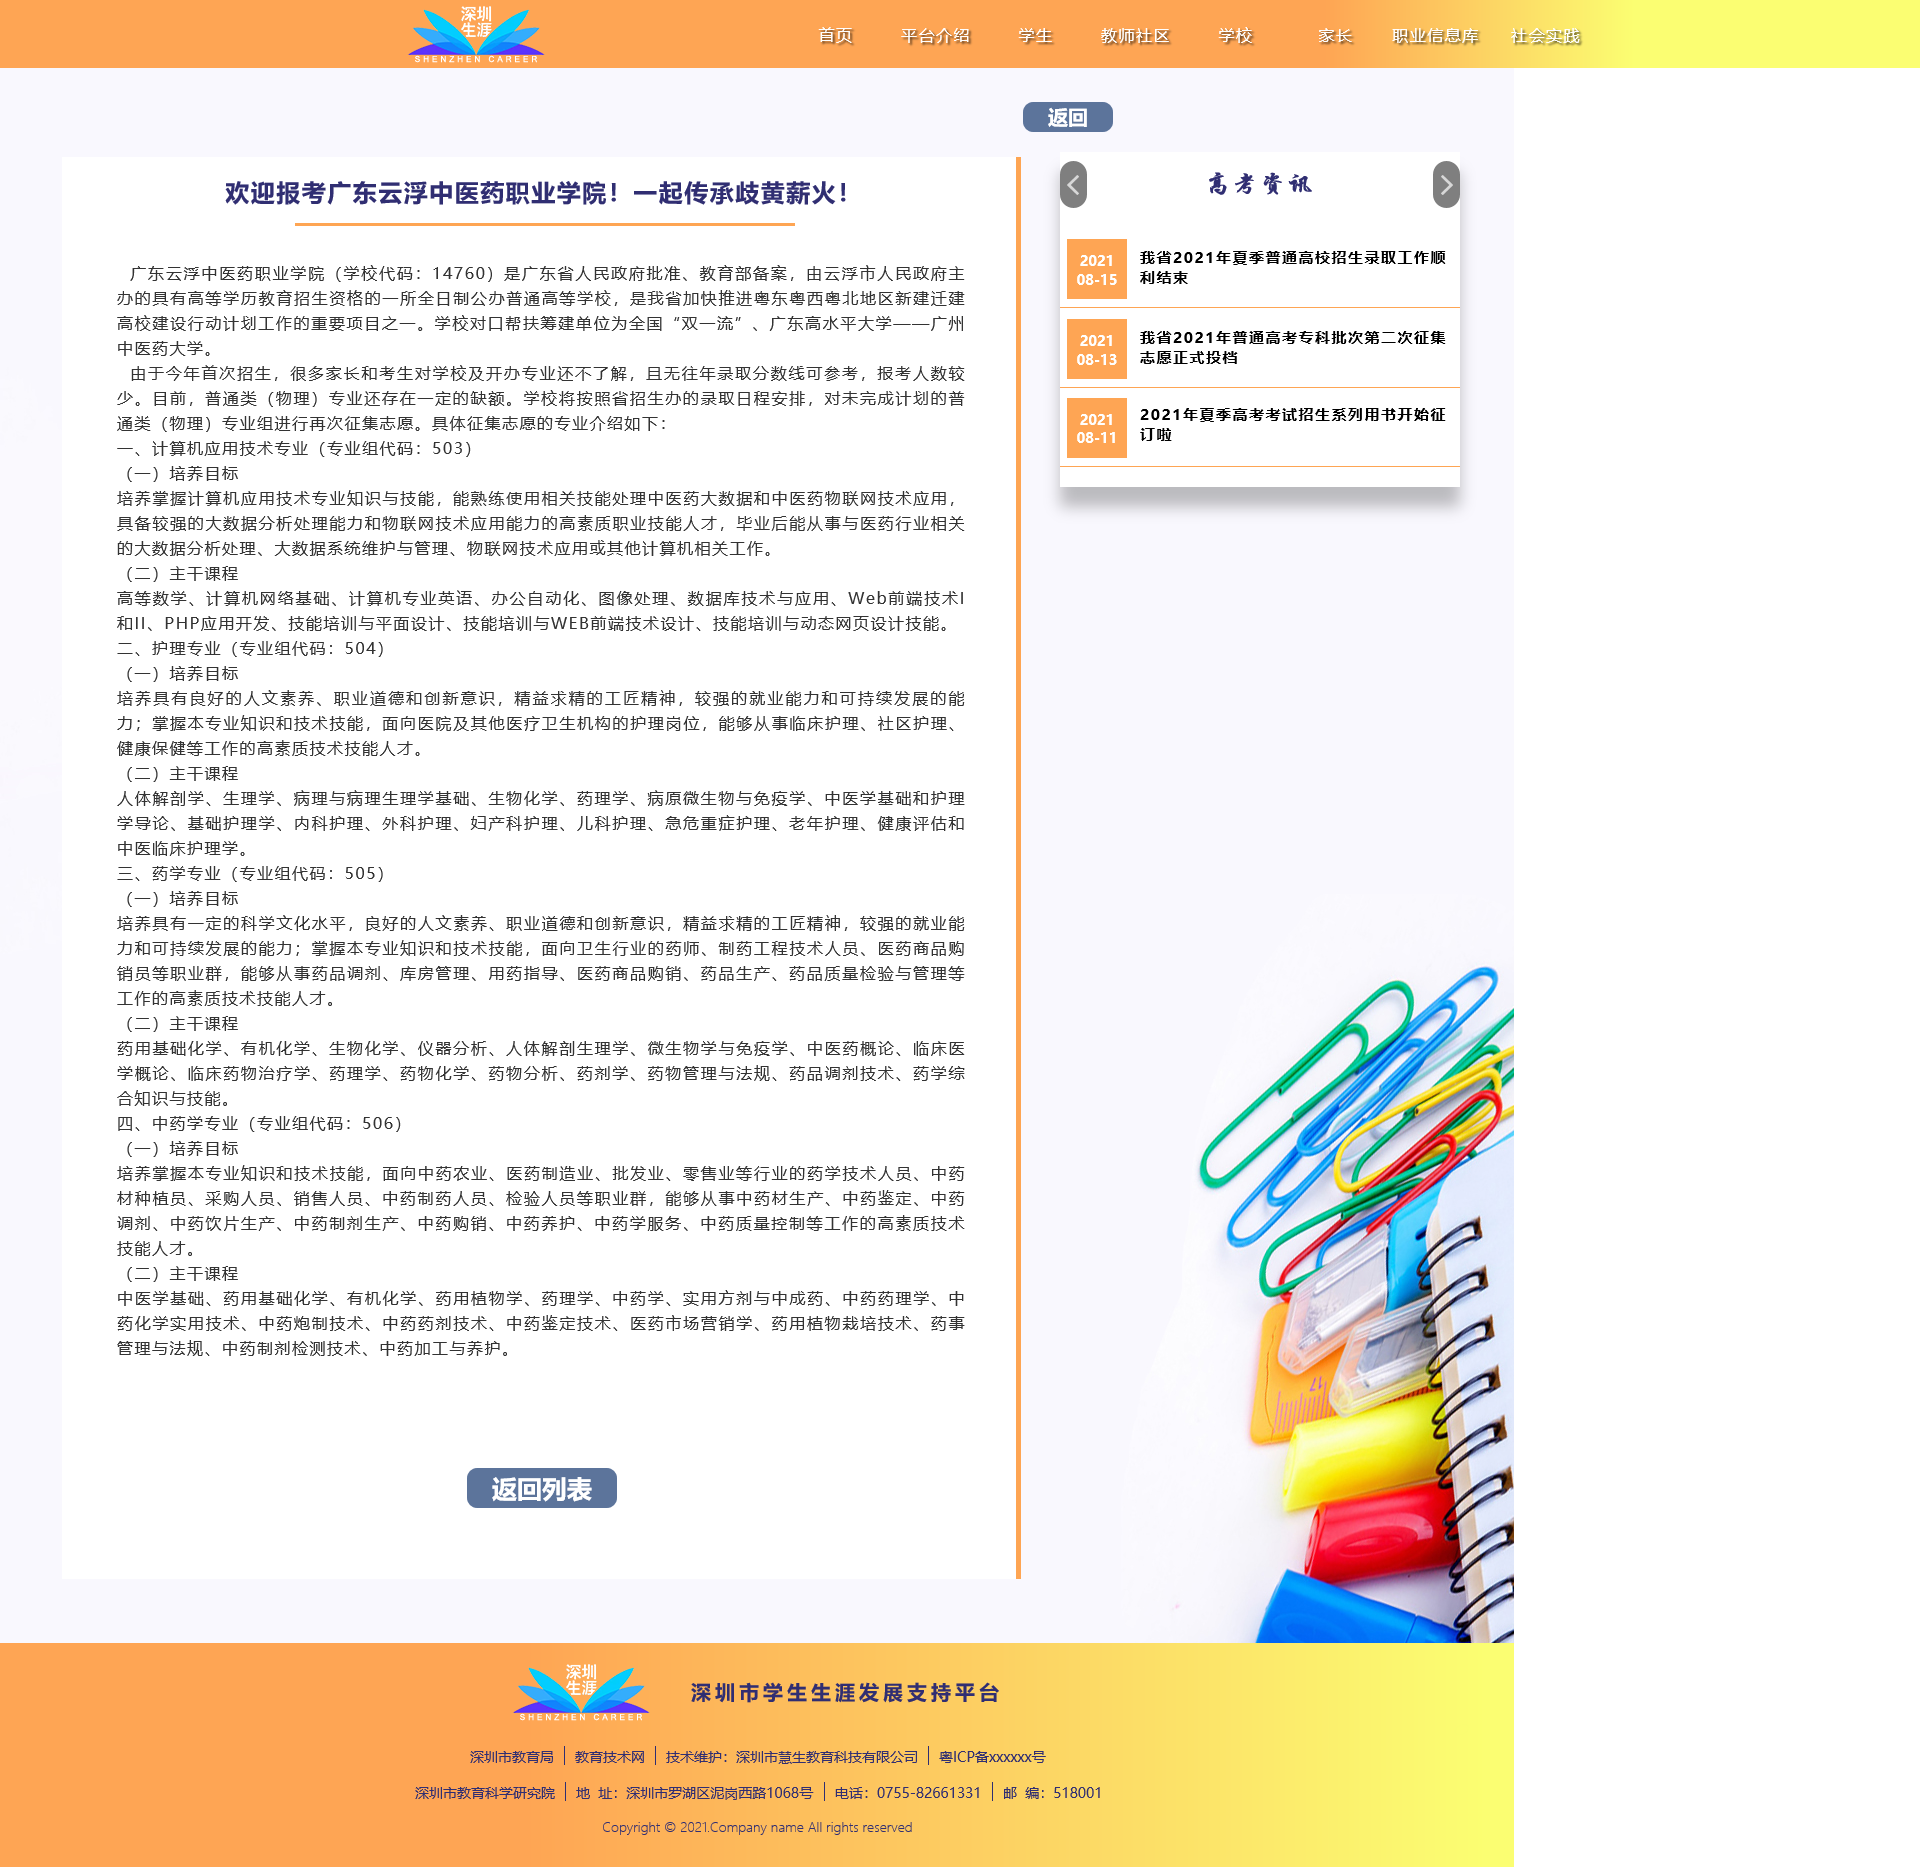 深圳
生涯
SHENZHEN CAREER
首页 平台介绍 学生 教师社区 学校 家长 职业信息库 社会实践
返回
欢迎报考广东云浮中医药职业学院！一起传承歧黄薪火！
广东云浮中医药职业学院（学校代码：14760）是广东省人民政府批准、教育部备案，由云浮市人民政府主
办的具有高等学历教育招生资格的一所全日制公办普通高等学校，是我省加快推进粤东粤西粤北地区新建迁建
高校建设行动计划工作的重要项目之一。学校对口帮扶筹建单位为全国“双一流”、广东高水平大学——广州
中医药大学。
由于今年首次招生，很多家长和考生对学校及开办专业还不了解，且无往年录取分数线可参考，报考人数较
少。目前，普通类（物理）专业还存在一定的缺额。学校将按照省招生办的录取日程安排，对未完成计划的普
通类（物理）专业组进行再次征集志愿。具体征集志愿的专业介绍如下：
一、计算机应用技术专业（专业组代码：503）
（一）培养目标
培养掌握计算机应用技术专业知识与技能，能熟练使用相关技能处理中医药大数据和中医药物联网技术应用，
具备较强的大数据分析处理能力和物联网技术应用能力的高素质职业技能人才，毕业后能从事与医药行业相关
的大数据分析处理、大数据系统维护与管理、物联网技术应用或其他计算机相关工作。
（二）主干课程
高等数学、计算机网络基础、计算机专业英语、办公自动化、图像处理、数据库技术与应用、Web前端技术I
和II、PHP应用开发、技能培训与平面设计、技能培训与WEB前端技术设计、技能培训与动态网页设计技能。
二、护理专业（专业组代码：504）
（一）培养目标
培养具有良好的人文素养、职业道德和创新意识，精益求精的工匠精神，较强的就业能力和可持续发展的能
力；掌握本专业知识和技术技能，面向医院及其他医疗卫生机构的护理岗位，能够从事临床护理、社区护理、
健康保健等工作的高素质技术技能人才。
（二）主干课程
人体解剖学、生理学、病理与病理生理学基础、生物化学、药理学、病原微生物与免疫学、中医学基础和护理
学导论、基础护理学、内科护理、外科护理、妇产科护理、儿科护理、急危重症护理、老年护理、健康评估和
中医临床护理学。
三、药学专业（专业组代码：505）
（一）培养目标
培养具有一定的科学文化水平，良好的人文素养、职业道德和创新意识，精益求精的工匠精神，较强的就业能
力和可持续发展的能力；掌握本专业知识和技术技能，面向卫生行业的药师、制药工程技术人员、医药商品购
销员等职业群，能够从事药品调剂、库房管理、用药指导、医药商品购销、药品生产、药品质量检验与管理等
工作的高素质技术技能人才。
（二）主干课程
药用基础化学、有机化学、生物化学、仪器分析、人体解剖生理学、微生物学与免疫学、中医药概论、临床医
学概论、临床药物治疗学、药理学、药物化学、药物分析、药剂学、药物管理与法规、药品调剂技术、药学综
合知识与技能。
四、中药学专业（专业组代码：506）
（一）培养目标
培养掌握本专业知识和技术技能，面向中药农业、医药制造业、批发业、零售业等行业的药学技术人员、中药
材种植员、采购人员、销售人员、中药制药人员、检验人员等职业群，能够从事中药材生产、中药鉴定、中药
调剂、中药饮片生产、中药制剂生产、中药购销、中药养护、中药学服务、中药质量控制等工作的高素质技术
技能人才。
（二）主干课程
中医学基础、药用基础化学、有机化学、药用植物学、药理学、中药学、实用方剂与中成药、中药药理学、中
药化学实用技术、中药炮制技术、中药药剂技术、中药鉴定技术、医药市场营销学、药用植物栽培技术、药事
管理与法规、中药制剂检测技术、中药加工与养护。
返回列表
高考资讯
2021
08-15
我省2021年夏季普通高校招生录取工作顺
利结束
2021
08-13
我省2021年普通高考专科批次第二次征集
志愿正式投档
2021
08-11
2021年夏季高考考试招生系列用书开始征
订啦
17
深圳
生涯
SHENZHEN CAREER
深圳市学生生涯发展支持平台
深圳市教育局 教育技术网 技术维护：深圳市慧生教育科技有限公司 粤ICP备xxxxxx号
深圳市教育科学研究院 地 址：深圳市罗湖区泥岗西路1068号 电话：0755-82661331 邮 编：518001
Copyright © 2021.Company name All rights reserved